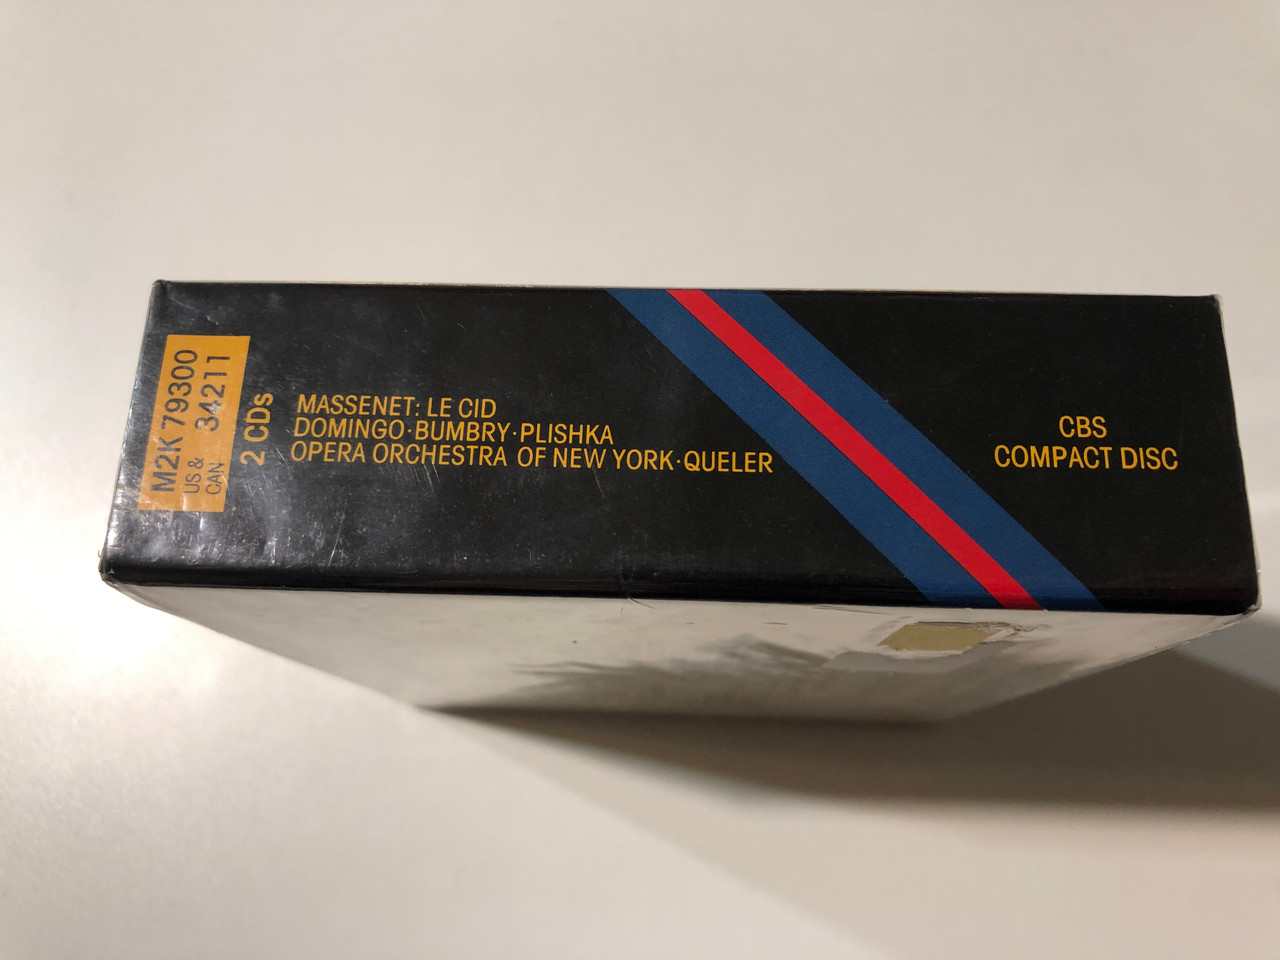 M2K 79300
US & 34211
CAN
2 CDs
MASSENET: LE CID
DOMINGO·BUMBRY·PLISHKA
OPERA ORCHESTRA OF NEW YORK·QUELER
CBS
COMPACT DISC